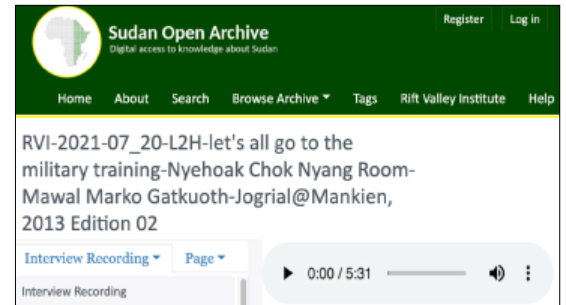 Register Log in
Sudan Open Archive
Digital access to knowledge about Sudan
Home About Search Browse Archive Tags Rift Valley Institute Help
RVI-2021-07_20-L2H-let's all go to the
military training-Nyehoak Chok Nyang Room-
Mawal Marko Gatkuoth-Jogrial@Mankien,
2013 Edition 02
Interview Recording Page
0:00 / 5:31
Interview Recording